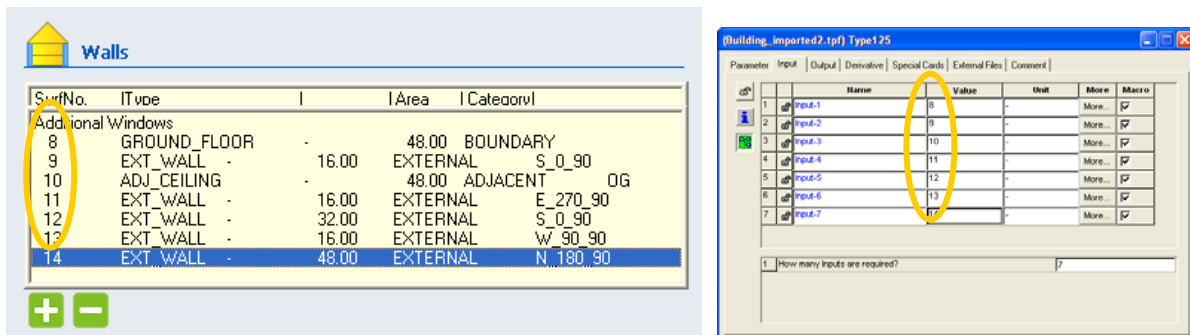 Walls
SurfNo. |Type | |Area |Category|
Additional Windows
8 GROUND_FLOOR - 48.00 BOUNDARY
9 EXT_WALL - 16.00 EXTERNAL S_0_90
10 ADJ_CEILING - 48.00 ADJACENT OG
11 EXT_WALL - 16.00 EXTERNAL E_270_90
12 EXT_WALL - 32.00 EXTERNAL S_0_90
13 EXT_WALL - 16.00 EXTERNAL W_90_90
14 EXT_WALL - 48.00 EXTERNAL N_180_90
(Building_imported2.tpf) Type125
Parameter Input Output Derivative Special Cards External Files Comment
Name Value Unit More Macro
1 Input-1 8 - More...
2 Input-2 9 - More...
3 Input-3 10 - More...
4 Input-4 11 - More...
5 Input-5 12 - More...
6 Input-6 13 - More...
7 Input-7 14 - More...
1 How many inputs are required? 7